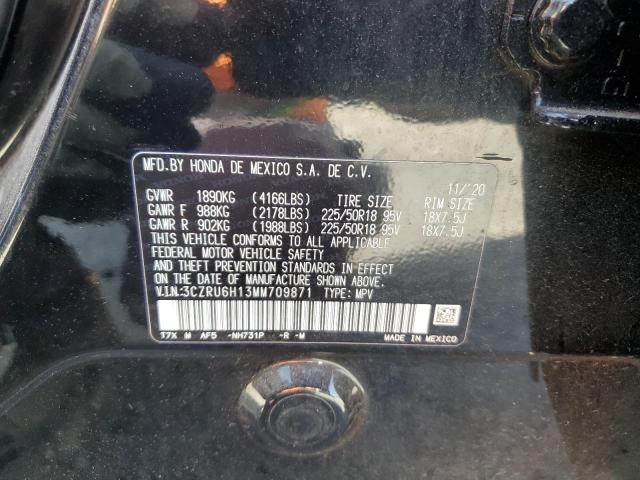 MFD.BY HONDA DE MEXICO S.A. DE C.V.
11/'20
GVWR 1890KG (4166LBS) TIRE SIZE RIM SIZE
GAWR F 988KG (2178LBS) 225/50R18 95V 18X7.5J
GAWR R 902KG (1988LBS) 225/50R18 95V 18X7.5J
THIS VEHICLE CONFORMS TO ALL APPLICABLE
FEDERAL MOTOR VEHICLE SAFETY
AND THEFT PREVENTION STANDARDS IN EFFECT
ON THE DATE OF MANUFACTURE SHOWN ABOVE.
V.I.N:3CZRU6H13MM709871 TYPE: MPV
T7X M AF5 -NH731P -R -M
MADE IN MEXICO